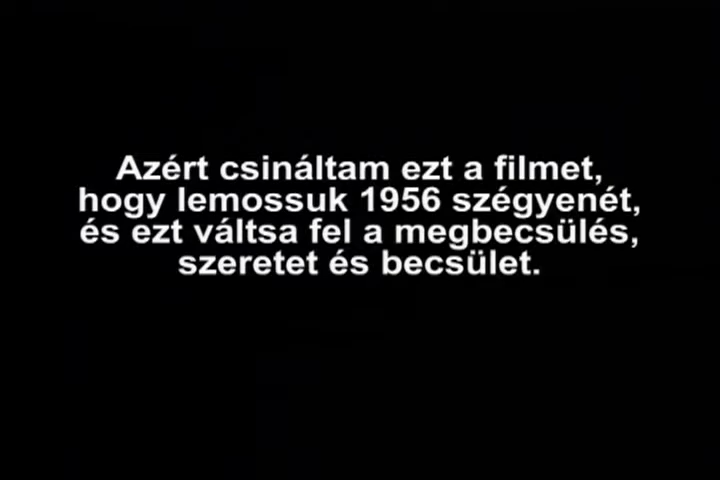 Azért csináltam ezt a filmet,
hogy lemossuk 1956 szégyenét,
és ezt váltsa fel a megbecsülés,
szeretet és becsület.